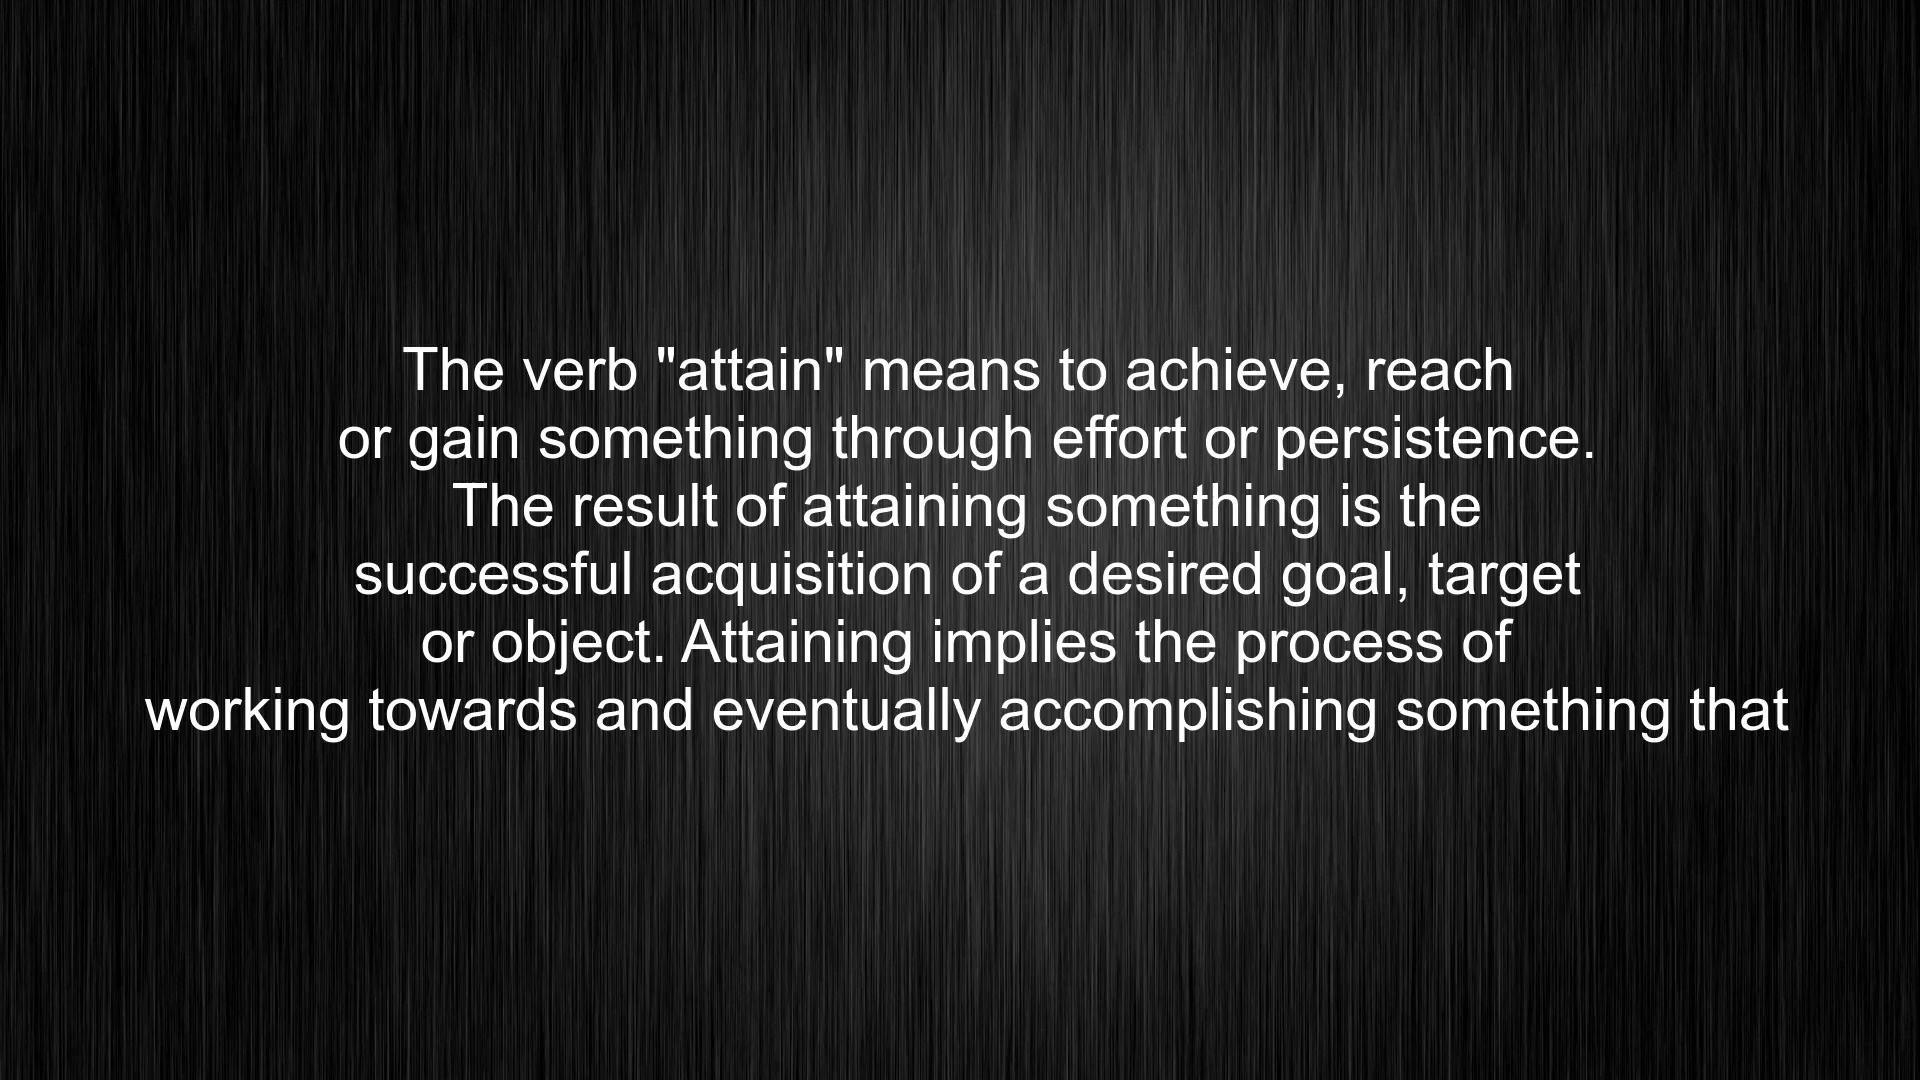 The verb "attain" means to achieve, reach
or gain something through effort or persistence.
The result of attaining something is the
successful acquisition of a desired goal, target
or object. Attaining implies the process of
working towards and eventually accomplishing something that